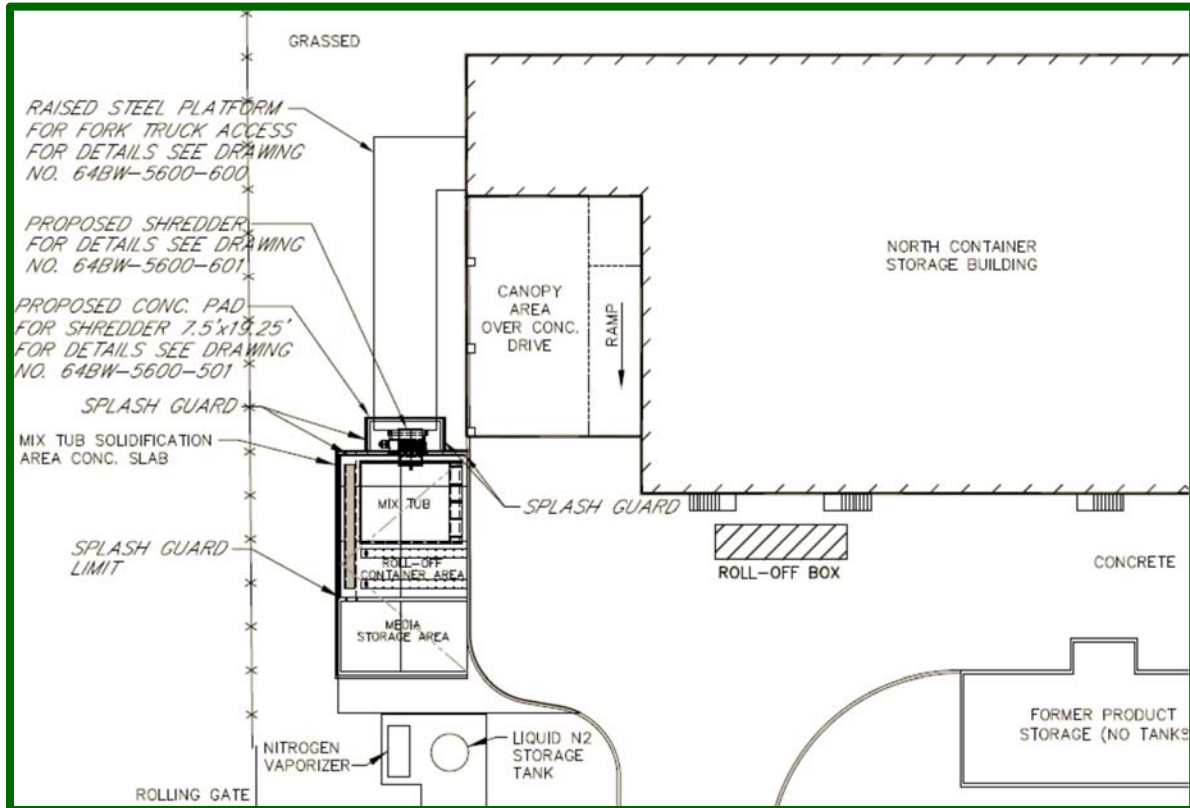 GRASSED
RAISED STEEL PLATFORM
FOR FORK TRUCK ACCESS
FOR DETAILS SEE DRAWING
NO. 64BW-5600-600
PROPOSED SHREDDER
FOR DETAILS SEE DRAWING
NO. 64BW-5600-601
PROPOSED CONC. PAD
FOR SHREDDER 7.5'x19.25'
FOR DETAILS SEE DRAWING
NO. 64BW-5600-501
SPLASH GUARD
MIX TUB SOLIDIFICATION
AREA CONC. SLAB
SPLASH GUARD
LIMIT
CANOPY
AREA
OVER CONC.
DRIVE
RAMP
NORTH CONTAINER
STORAGE BUILDING
MIX TUB
SPLASH GUARD
ROLL-OFF
CONTAINER AREA
MEDIA
STORAGE AREA
ROLL-OFF BOX
CONCRETE
FORMER PRODUCT
STORAGE (NO TANKS
NITROGEN
VAPORIZER
LIQUID N2
STORAGE
TANK
ROLLING GATE